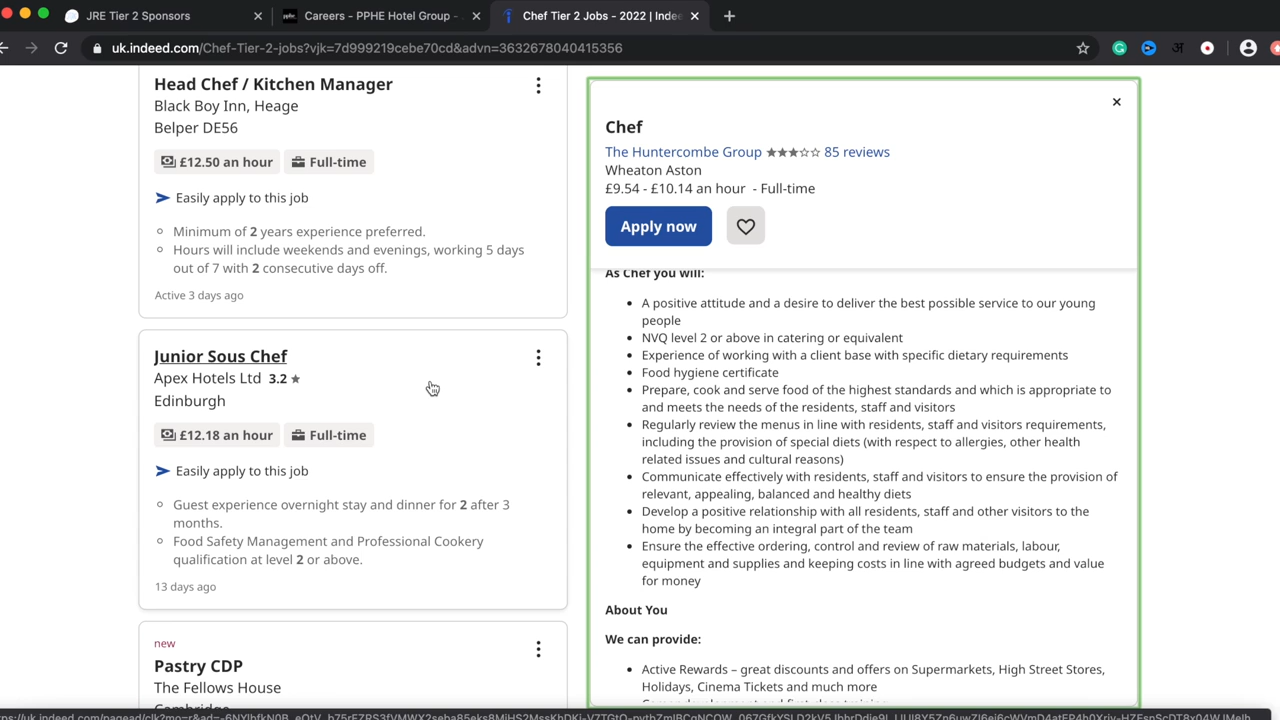 JRE Tier 2 Sponsors
Careers - PPHE Hotel Group -
Chef Tier 2 Jobs - 2022 | Inde
uk.indeed.com/Chef-Tier-2-jobs?vjk=7d999219cebe70cd&advn=3632678040415356
Head Chef / Kitchen Manager
Black Boy Inn, Heage
Belper DE56
£12.50 an hour Full-time
Easily apply to this job
Minimum of 2 years experience preferred.
Hours will include weekends and evenings, working 5 days
out of 7 with 2 consecutive days off.
Active 3 days ago
Junior Sous Chef
Apex Hotels Ltd 3.2 ★
Edinburgh
£12.18 an hour Full-time
Easily apply to this job
Guest experience overnight stay and dinner for 2 after 3
months.
Food Safety Management and Professional Cookery
qualification at level 2 or above.
13 days ago
new
Pastry CDP
The Fellows House
Chef
The Huntercombe Group ★★★☆☆ 85 reviews
Wheaton Aston
£9.54 - £10.14 an hour - Full-time
Apply now
As Chef you will:
A positive attitude and a desire to deliver the best possible service to our young
people
NVQ level 2 or above in catering or equivalent
Experience of working with a client base with specific dietary requirements
Food hygiene certificate
Prepare, cook and serve food of the highest standards and which is appropriate to
and meets the needs of the residents, staff and visitors
Regularly review the menus in line with residents, staff and visitors requirements,
including the provision of special diets (with respect to allergies, other health
related issues and cultural reasons)
Communicate effectively with residents, staff and visitors to ensure the provision of
relevant, appealing, balanced and healthy diets
Develop a positive relationship with all residents, staff and other visitors to the
home by becoming an integral part of the team
Ensure the effective ordering, control and review of raw materials, labour,
equipment and supplies and keeping costs in line with agreed budgets and value
for money
About You
We can provide:
Active Rewards – great discounts and offers on Supermarkets, High Street Stores,
Holidays, Cinema Tickets and much more